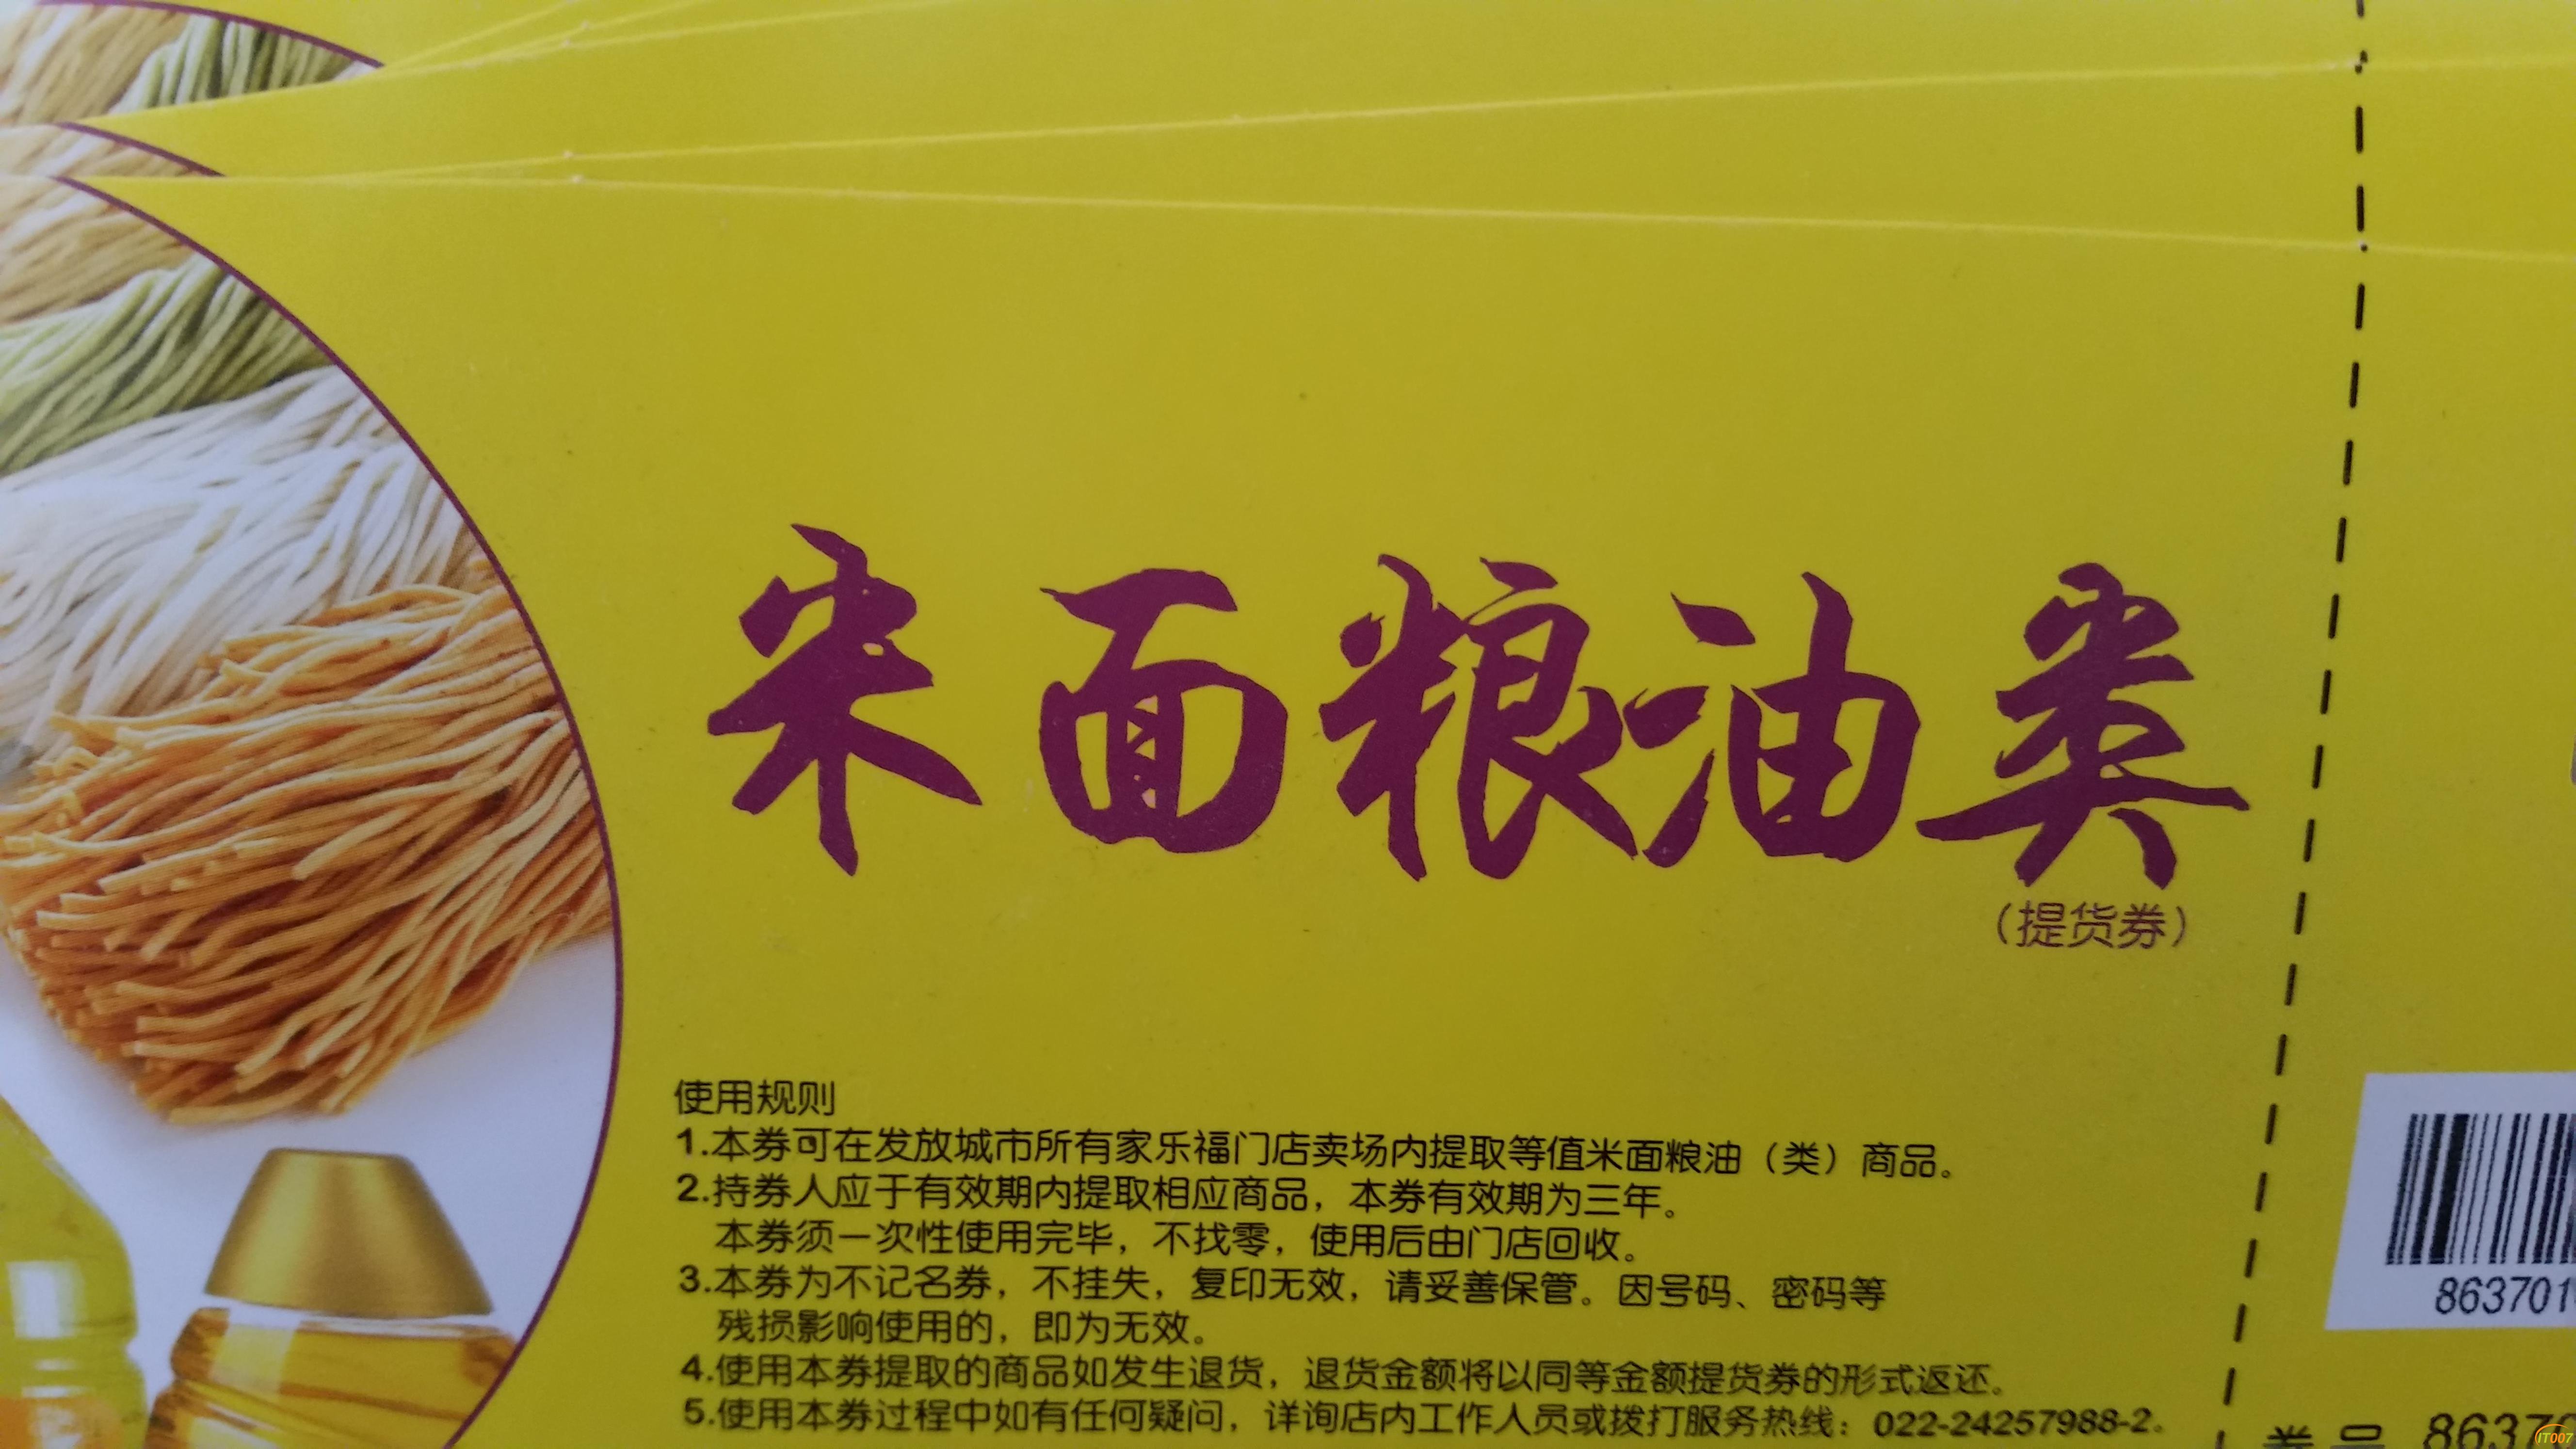 米面粮油类
（提货券）
使用规则
1.本券可在发放城市所有家乐福门店卖场内提取等值米面粮油（类）商品。
2.持券人应于有效期内提取相应商品，本券有效期为三年。
本券须一次性使用完毕，不找零，使用后由门店回收。
3.本券为不记名券，不挂失，复印无效，请妥善保管。因号码、密码等
残损影响使用的，即为无效。
4.使用本券提取的商品如发生退货，退货金额将以同等金额提货券的形式返还。
5.使用本券过程中如有任何疑问，详询店内工作人员或拨打服务热线：022-24257988-2。
863701
8637
IT007